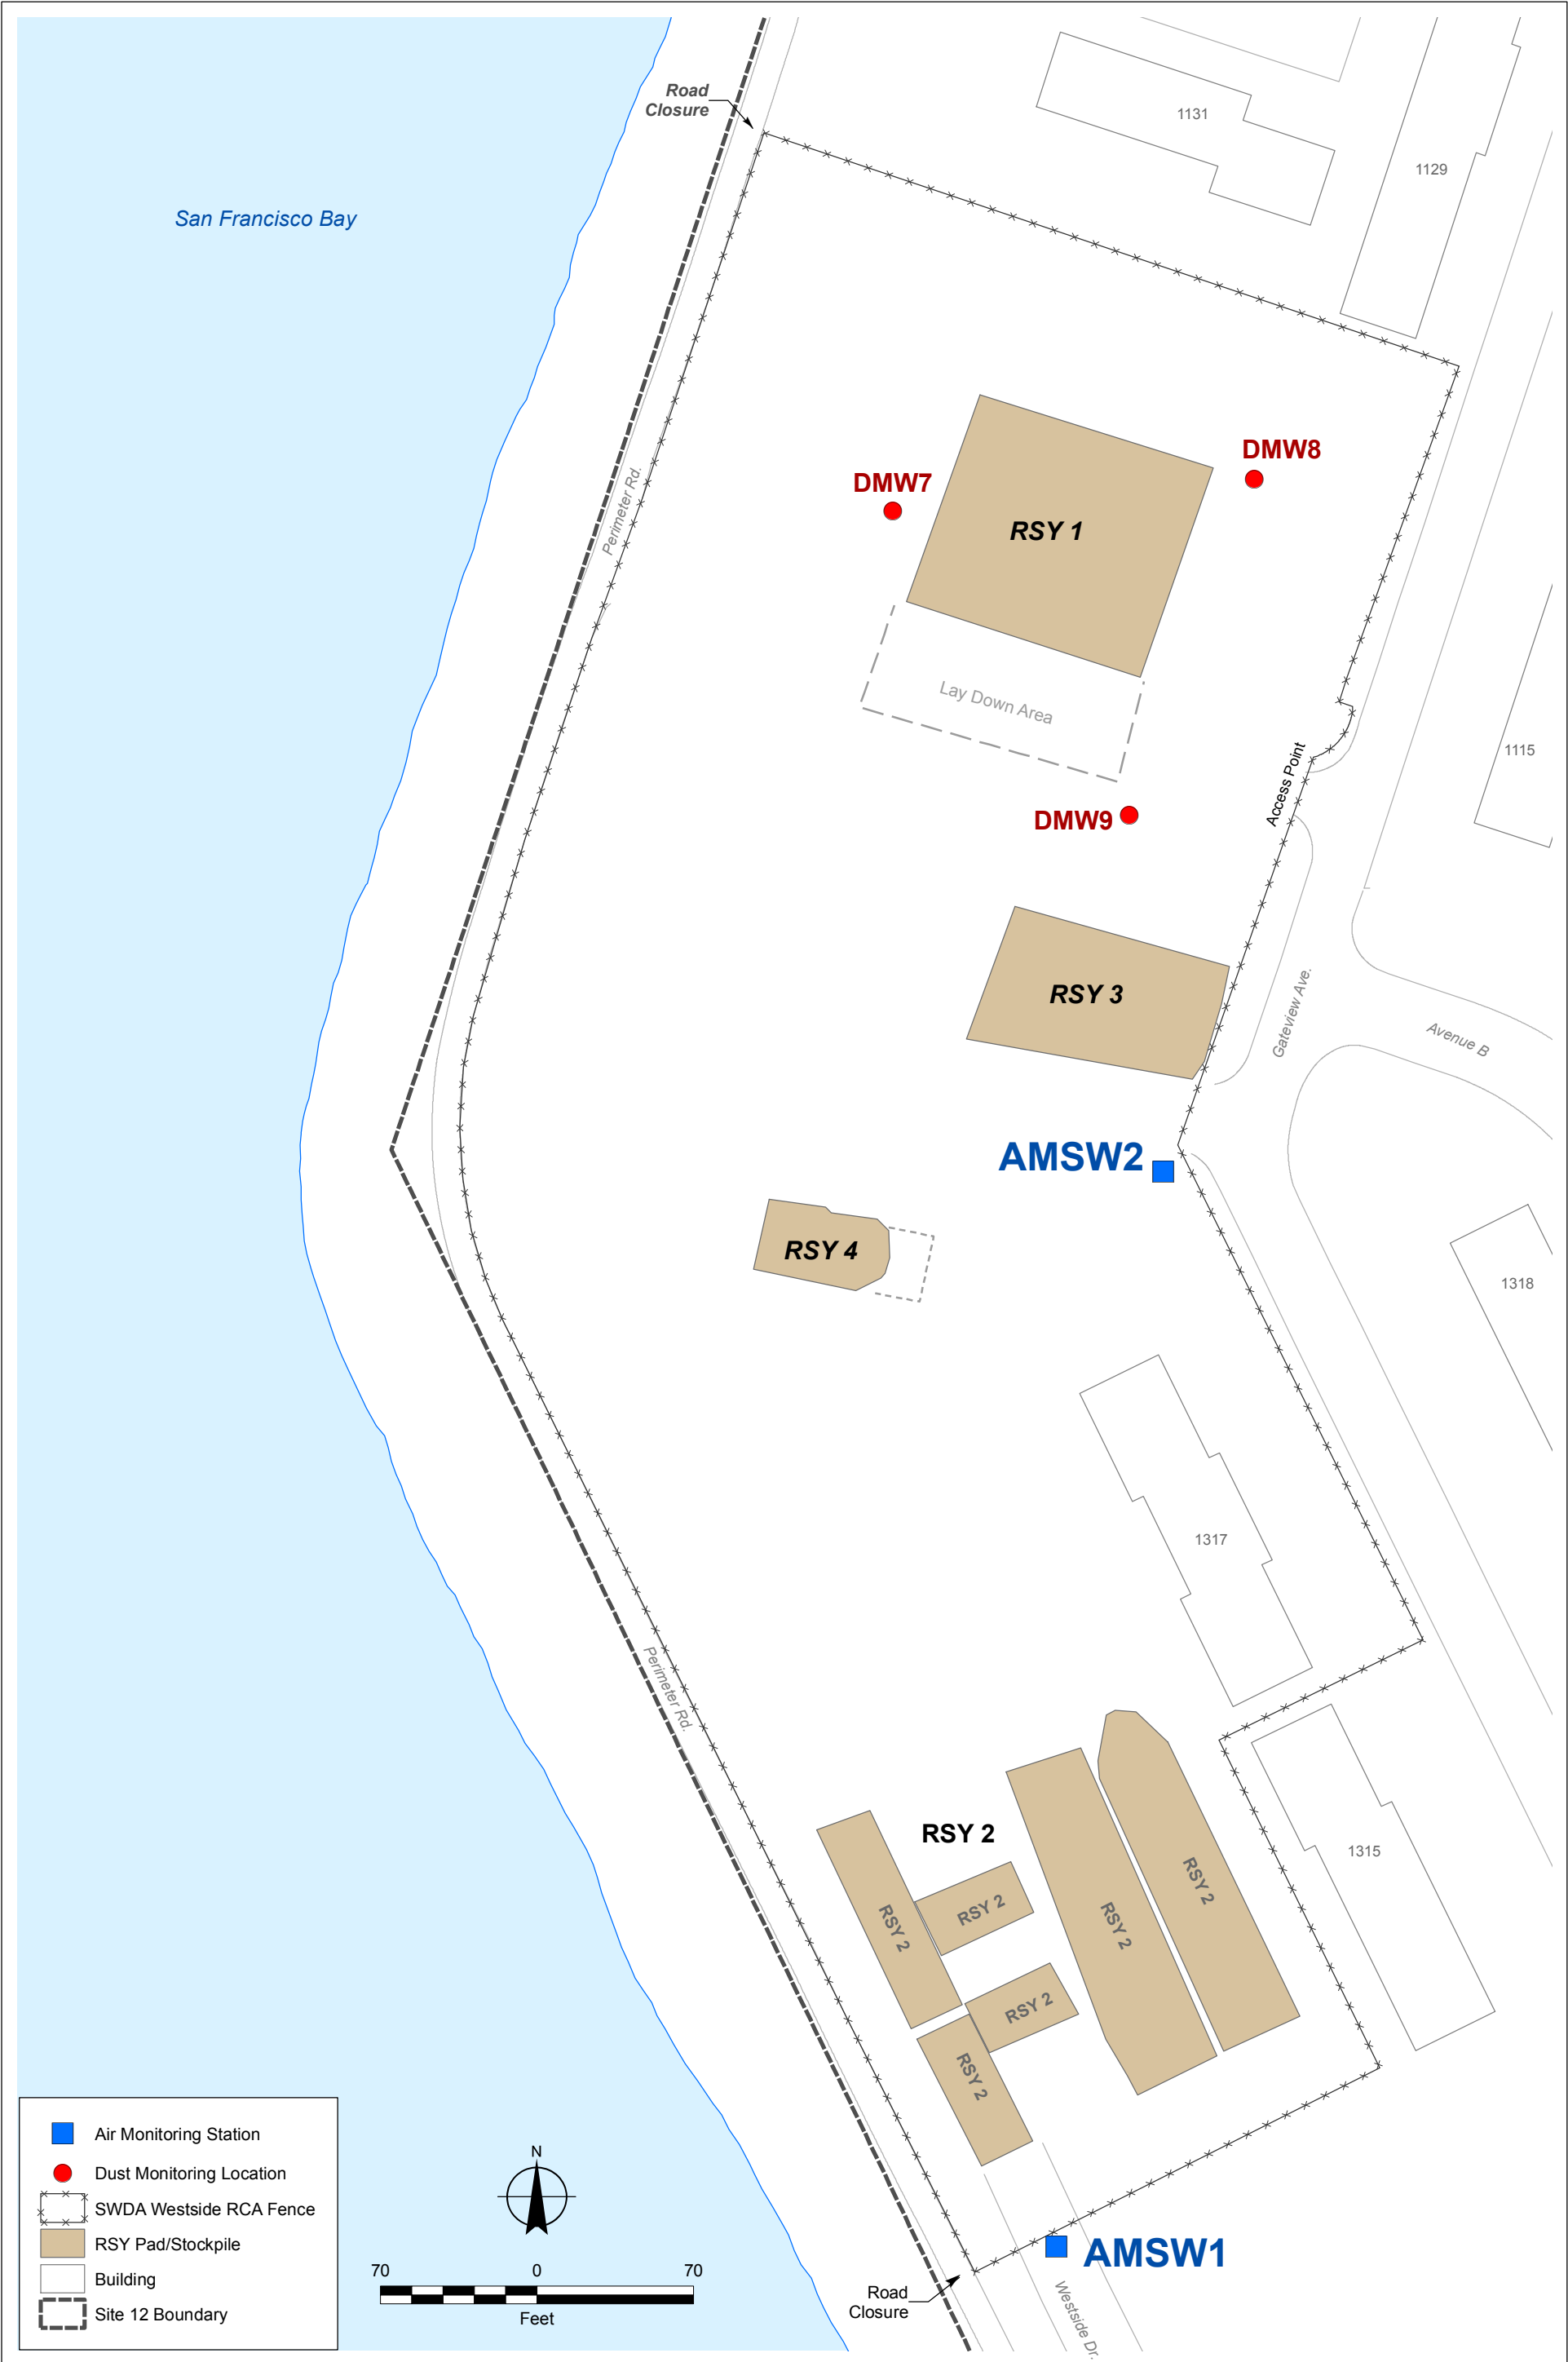 Road
Closure
1131
1129
San Francisco Bay
DMW8
DMW7
Perimeter Rd.
RSY 1
Lay Down Area
1115
Access Point
DMW9
RSY 3
Gateview Ave.
Avenue B
AMSW2
RSY 4
1318
1317
Perimeter Rd.
RSY 2
1315
RSY 2
RSY 2
RSY 2
RSY 2
RSY 2
RSY 2
Air Monitoring Station
Dust Monitoring Location
SWDA Westside RCA Fence
RSY Pad/Stockpile
Building
Site 12 Boundary
N
70 0 70
Feet
AMSW1
Road
Closure
Westside Dr.